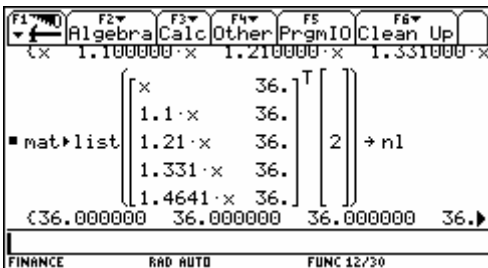 F1 F2 F3 F4 F5 F6
Algebra Calc Other PrgmIO Clean Up
{x 1.100000·x 1.210000·x 1.331000·x
x 36. T
1.1·x 36.
■ mat▸list 1.21·x 36. 2 → nl
1.331·x 36.
1.4641·x 36.
{36.000000 36.000000 36.000000 36.▶
FINANCE RAD AUTO FUNC 12/30